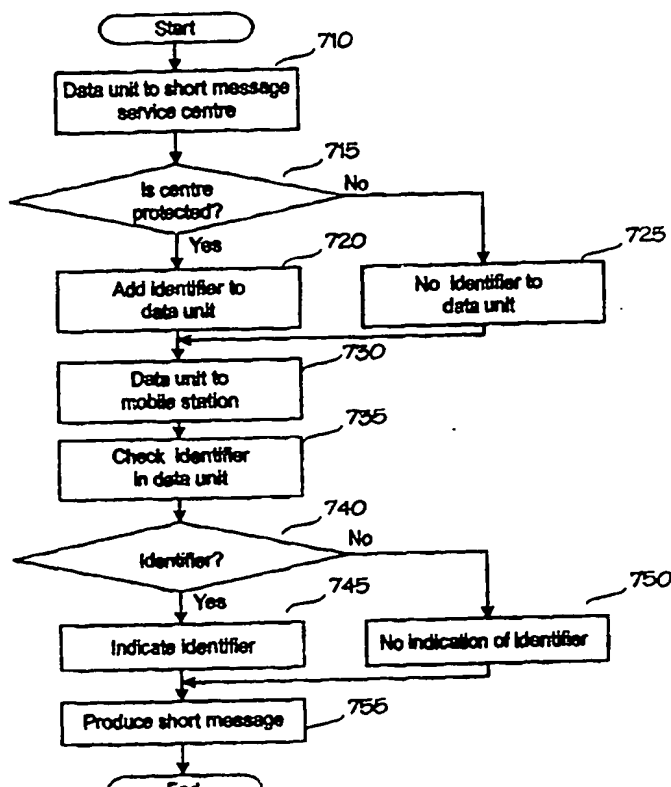 Start
710
Data unit to short message
service centre
715
Is centre
protected?
No
Yes
720
725
Add identifier to
data unit
No identifier to
data unit
730
Data unit to
mobile station
735
Check identifier
in data unit
740
Identifier?
No
Yes
745
750
Indicate identifier
No indication of identifier
755
Produce short message
End